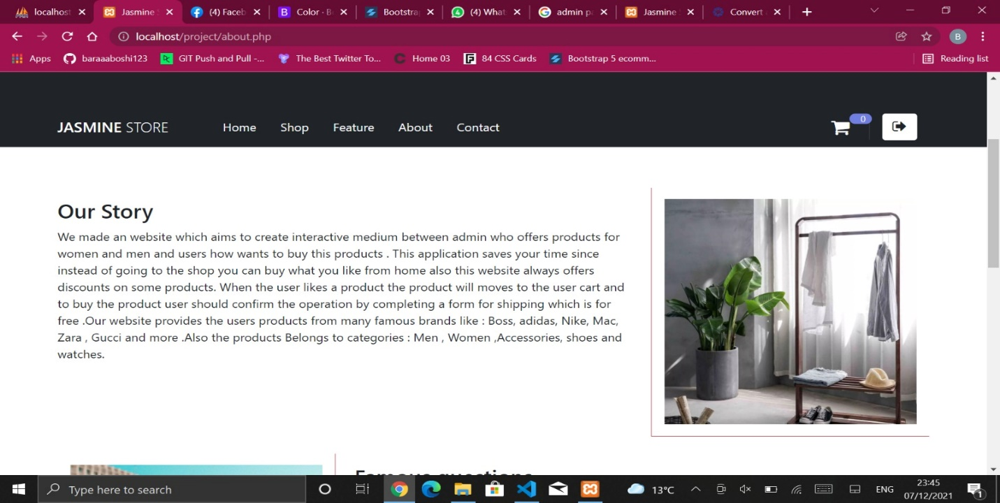 localhost
Jasmine
(4) Faceb
Color · B
Bootstra
(4) What
admin p
Jasmine
Convert
localhost/project/about.php
B
Apps
baraaaboshi123
GIT Push and Pull -...
The Best Twitter To...
Home 03
84 CSS Cards
Bootstrap 5 ecomm...
Reading list
JASMINE STORE
Home
Shop
Feature
About
Contact
0
Our Story
We made an website which aims to create interactive medium between admin who offers products for
women and men and users how wants to buy this products . This application saves your time since
instead of going to the shop you can buy what you like from home also this website always offers
discounts on some products. When the user likes a product the product will moves to the user cart and
to buy the product user should confirm the operation by completing a form for shipping which is for
free .Our website provides the users products from many famous brands like : Boss, adidas, Nike, Mac,
Zara , Gucci and more .Also the products Belongs to categories : Men , Women ,Accessories, shoes and
watches.
Famous questions
Type here to search
13°C
ENG
23:45
07/12/2021
1